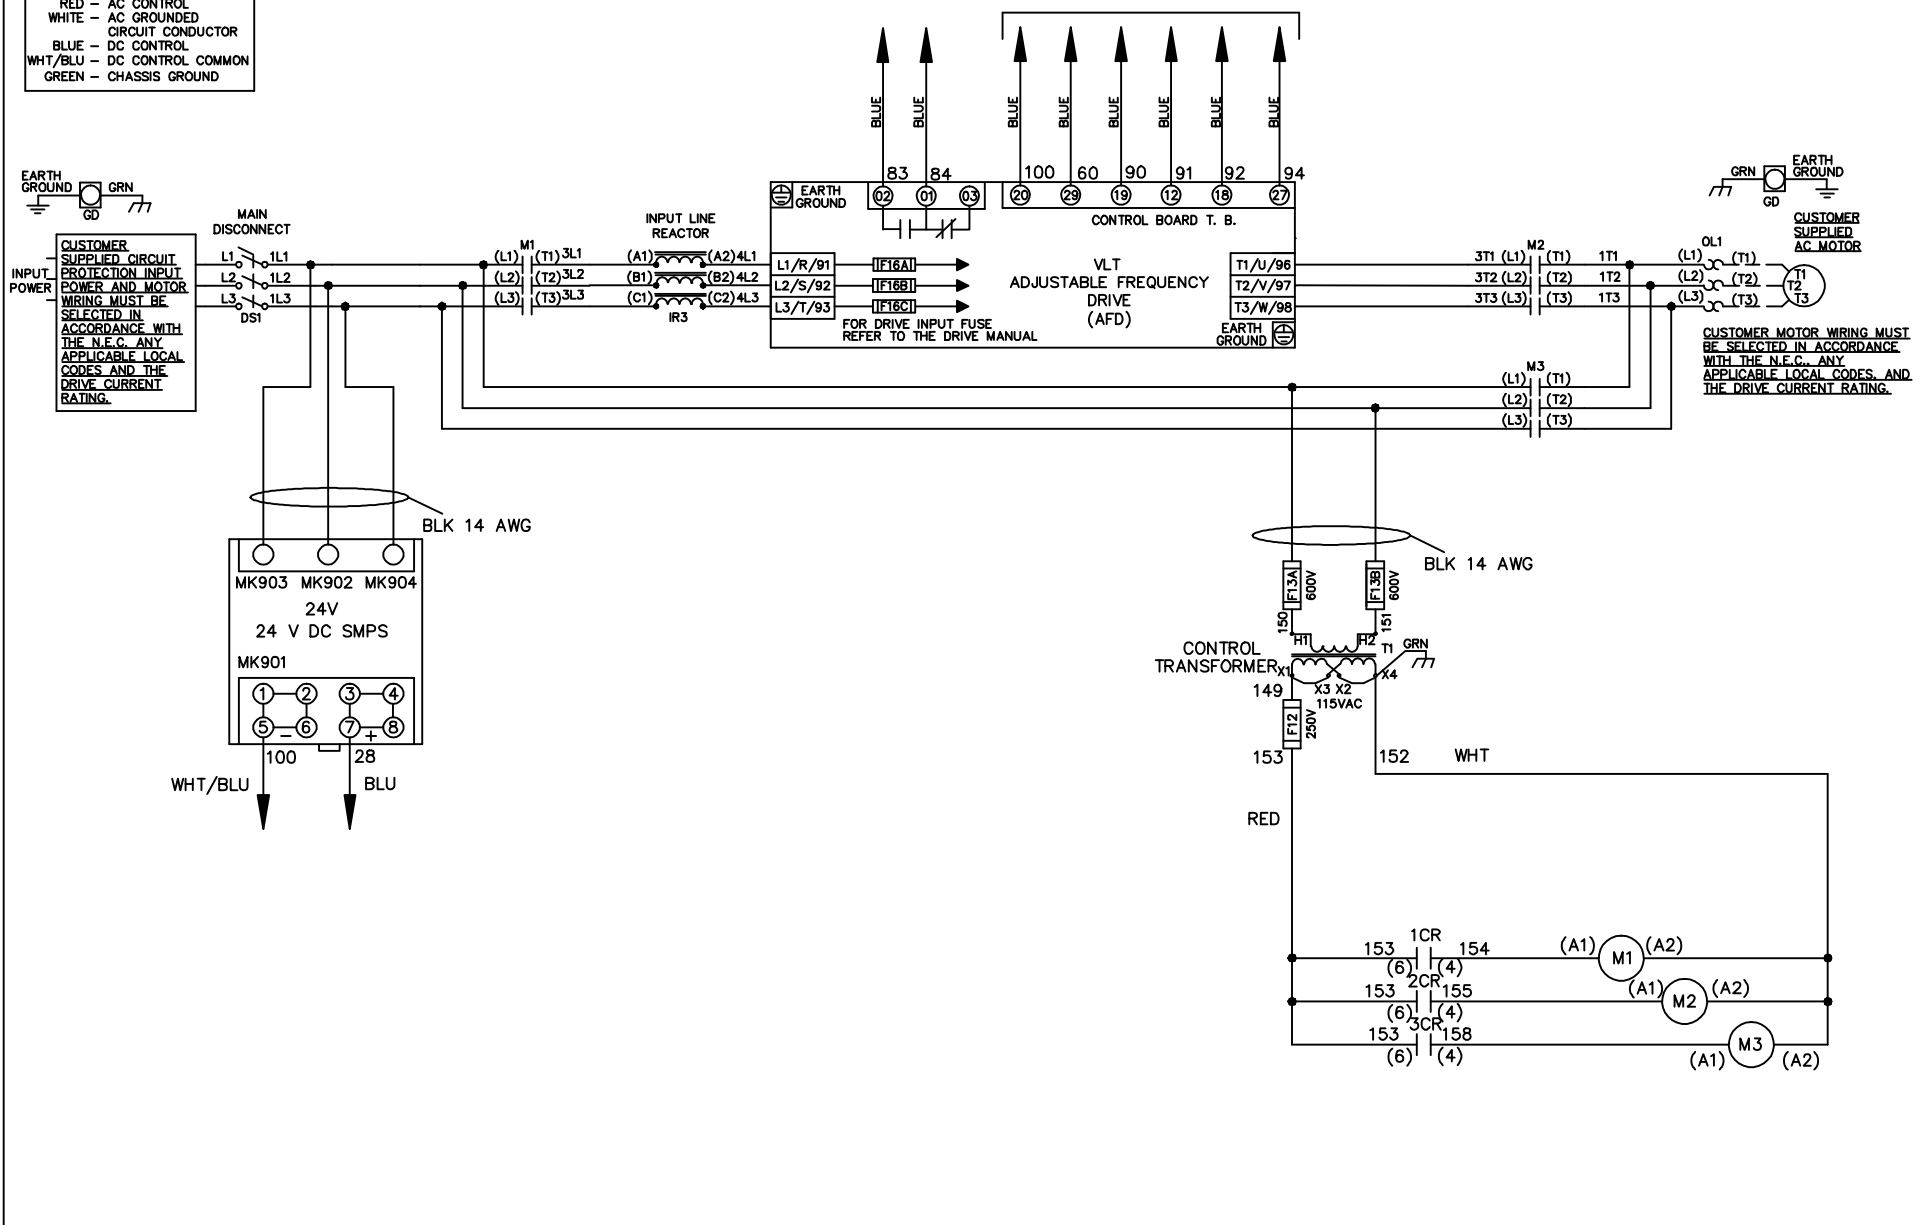 RED – AC CONTROL
WHITE – AC GROUNDED
CIRCUIT CONDUCTOR
BLUE – DC CONTROL
WHT/BLU – DC CONTROL COMMON
GREEN – CHASSIS GROUND
BLUE
BLUE
BLUE
BLUE
BLUE
BLUE
BLUE
BLUE
83 84 100 60 90 91 92 94
EARTH
GROUND
GRN
GD
MAIN
DISCONNECT
INPUT LINE
REACTOR
EARTH
GROUND
02 01 03 20 29 19 12 18 27
CONTROL BOARD T. B.
GRN
EARTH
GROUND
GD
CUSTOMER
SUPPLIED
AC MOTOR
INPUT
POWER
CUSTOMER
SUPPLIED CIRCUIT
PROTECTION INPUT
POWER AND MOTOR
WIRING MUST BE
SELECTED IN
ACCORDANCE WITH
THE N.E.C. ANY
APPLICABLE LOCAL
CODES AND THE
DRIVE CURRENT
RATING.
L1 1L1
L2 1L2
L3 1L3
DS1
M1
(L1) (T1) 3L1
(L2) (T2) 3L2
(L3) (T3) 3L3
(A1) (A2) 4L1
(B1) (B2) 4L2
(C1) (C2) 4L3
IR3
L1/R/91 F16A
L2/S/92 F16B
L3/T/93 F16C
FOR DRIVE INPUT FUSE
REFER TO THE DRIVE MANUAL
VLT
ADJUSTABLE FREQUENCY
DRIVE
(AFD)
T1/U/96
T2/V/97
T3/W/98
EARTH
GROUND
M2
3T1 (L1) (T1) 1T1
3T2 (L2) (T2) 1T2
3T3 (L3) (T3) 1T3
OL1
(L1) (T1)
(L2) (T2)
(L3) (T3)
T1
T2
T3
CUSTOMER MOTOR WIRING MUST
BE SELECTED IN ACCORDANCE
WITH THE N.E.C., ANY
APPLICABLE LOCAL CODES, AND
THE DRIVE CURRENT RATING.
M3
(L1) (T1)
(L2) (T2)
(L3) (T3)
BLK 14 AWG
MK903 MK902 MK904
24V
24 V DC SMPS
MK901
1 2 3 4
5 6 7 8
– +
100 28
WHT/BLU BLU
BLK 14 AWG
F13A 600V
F13B 600V
150 151
H1 H2
T1
GRN
CONTROL
TRANSFORMER
X1 X3 X2 X4
115VAC
149
F12 250V
153 152 WHT
RED
1CR
153 154 (A1) M1 (A2)
(6) (4)
2CR
153 155 (A1) M2 (A2)
(6) (4)
3CR
153 158 M3
(6) (4) (A1) (A2)